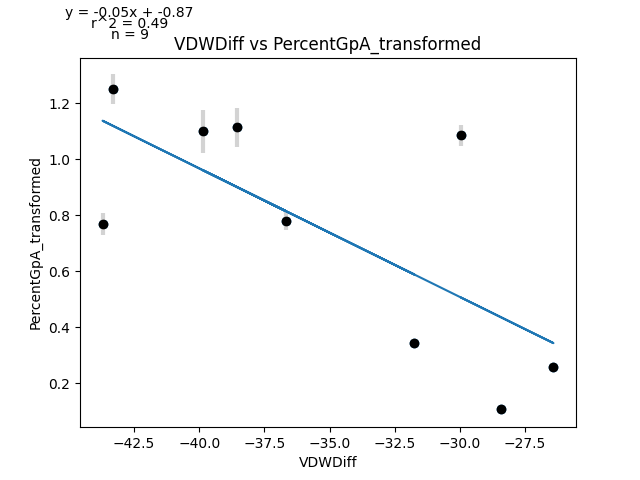 y = -0.05x + -0.87
r^2 = 0.49
n = 9
VDWDiff vs PercentGpA_transformed
PercentGpA_transformed
1.2
1.0
0.8
0.6
0.4
0.2
−42.5 −40.0 −37.5 −35.0 −32.5 −30.0 −27.5
VDWDiff